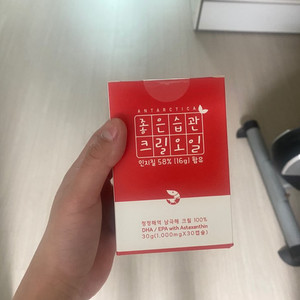 ANTARCTICA
좋은습관
크릴오일
인지질 58% (16g) 함유
청정해역 남극해 크릴 100%
DHA / EPA with Astaxanthin
30g(1,000mgX30캡슐)